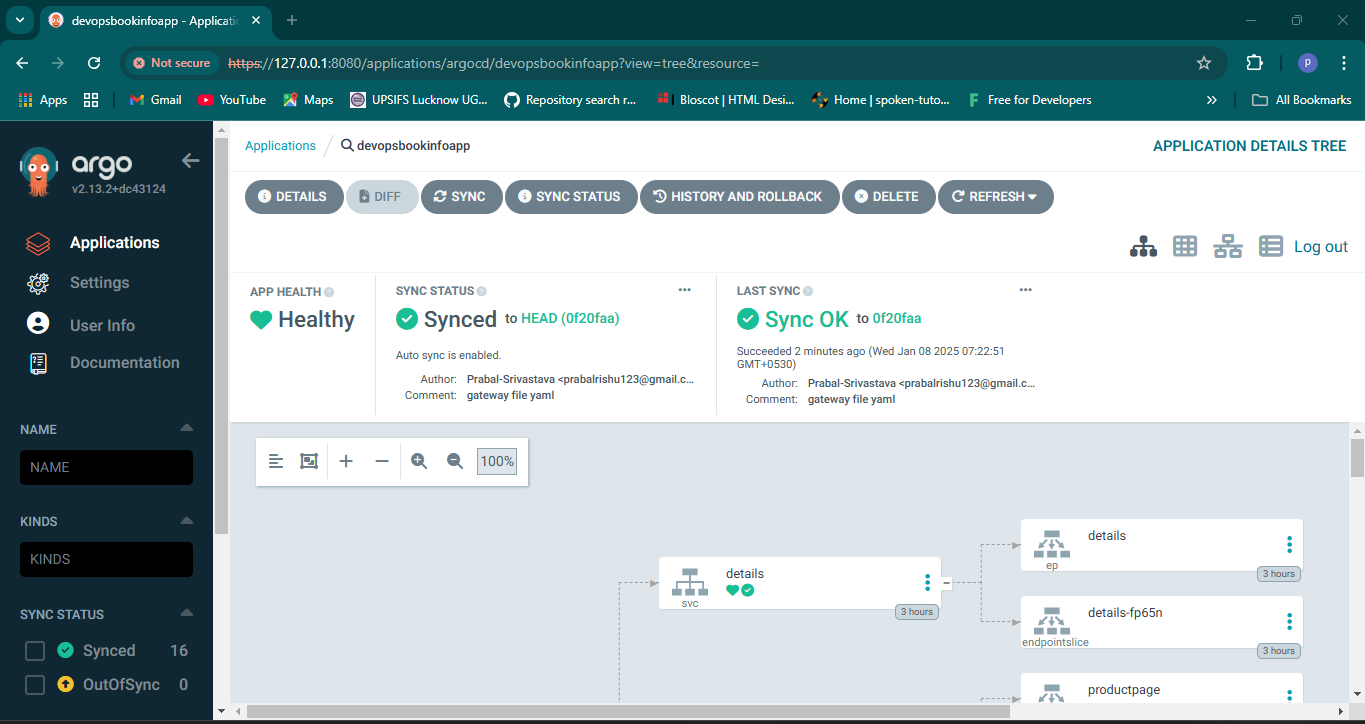 devopsbookinfoapp - Applicati
Not secure https://127.0.0.1:8080/applications/argocd/devopsbookinfoapp?view=tree&resource= p
Apps Gmail YouTube Maps UPSIFS Lucknow UG... Repository search r... Bloscot | HTML Desi... Home | spoken-tuto... Free for Developers » All Bookmarks
argo
v2.13.2+dc43124
Applications
Settings
User Info
Documentation
NAME
NAME
KINDS
KINDS
SYNC STATUS
Synced 16
OutOfSync 0
Applications / devopsbookinfoapp APPLICATION DETAILS TREE
DETAILS DIFF SYNC SYNC STATUS HISTORY AND ROLLBACK DELETE REFRESH
Log out
APP HEALTH
Healthy
SYNC STATUS
Synced to HEAD (0f20faa)
Auto sync is enabled.
Author: Prabal-Srivastava <prabalrishu123@gmail.c...
Comment: gateway file yaml
LAST SYNC
Sync OK to 0f20faa
Succeeded 2 minutes ago (Wed Jan 08 2025 07:22:51
GMT+0530)
Author: Prabal-Srivastava <prabalrishu123@gmail.c...
Comment: gateway file yaml
100%
details
svc
3 hours
details
ep
3 hours
details-fp65n
endpointslice
3 hours
productpage